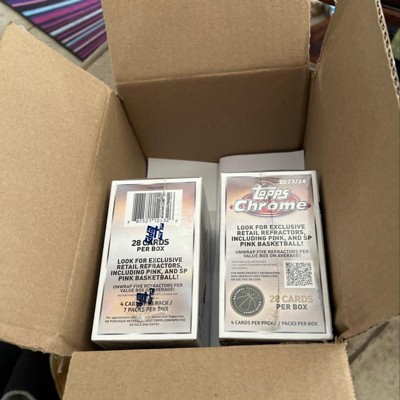 28 CARDS
PER BOX
LOOK FOR EXCLUSIVE
RETAIL REFRACTORS,
INCLUDING PINK, AND SP
PINK BASKETBALL!
UNWRAP FIVE REFRACTORS PER
VALUE BOX ON AVERAGE!
4 CARDS PER PACK /
7 PACKS PER BOX
2023/24
Topps
Chrome
LOOK FOR EXCLUSIVE
RETAIL REFRACTORS,
INCLUDING PINK, AND SP
PINK BASKETBALL!
UNWRAP FIVE REFRACTORS PER
VALUE BOX ON AVERAGE!
28 CARDS
PER BOX
4 CARDS PER PACK / 7 PACKS PER BOX